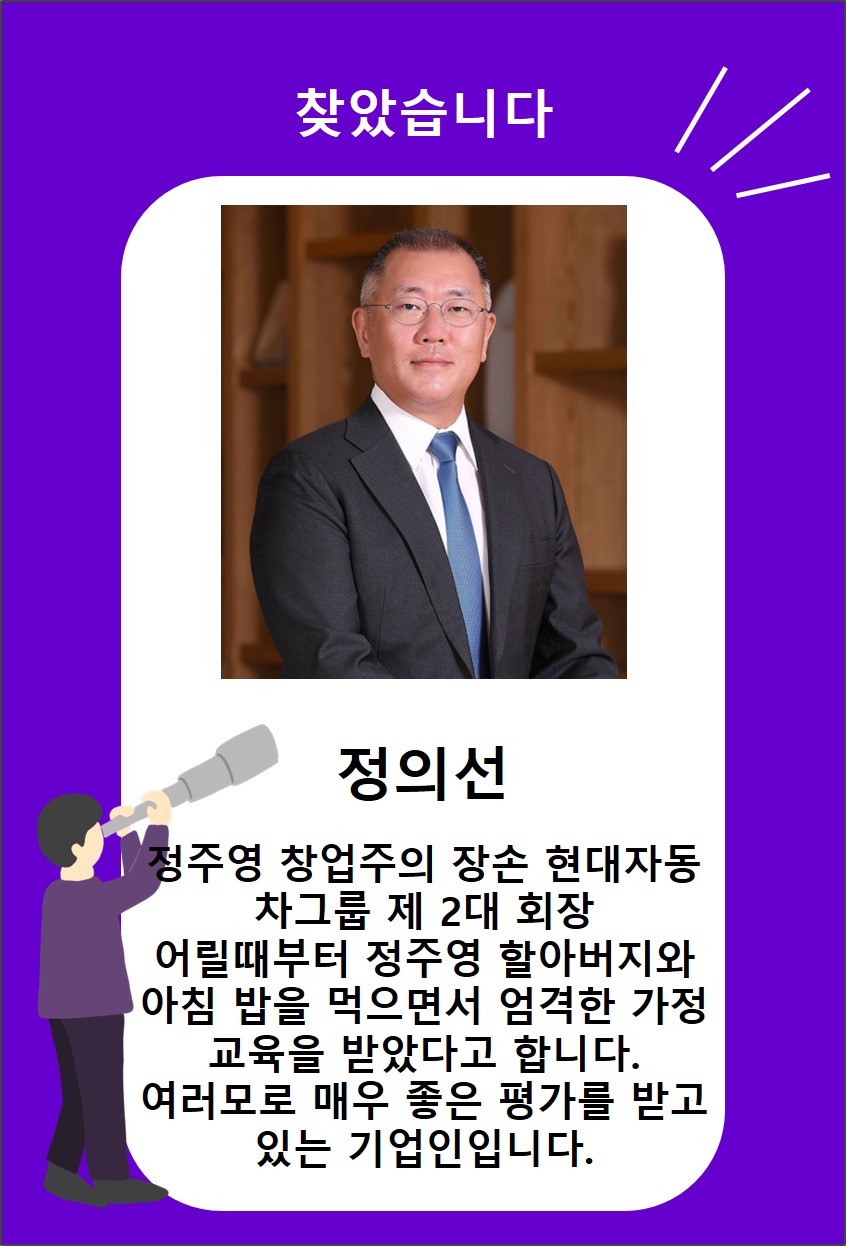 찾았습니다
정의선
정주영 창업주의 장손 현대자동
차그룹 제 2대 회장
어릴때부터 정주영 할아버지와
아침 밥을 먹으면서 엄격한 가정
교육을 받았다고 합니다.
여러모로 매우 좋은 평가를 받고
있는 기업인입니다.